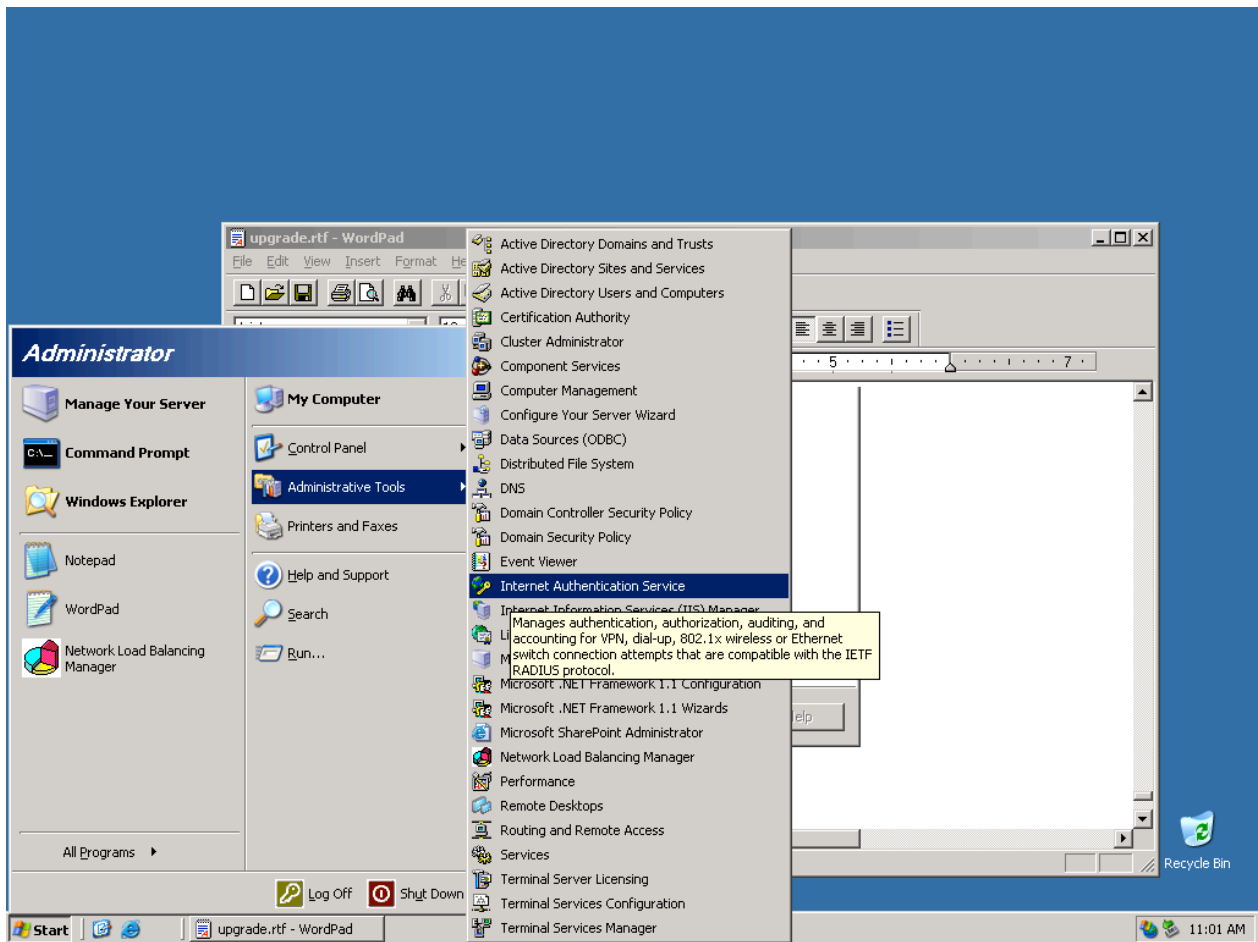 upgrade.rtf - WordPad
File Edit View Insert Format He
5 7
Administrator
Manage Your Server
Command Prompt
C:\_
Windows Explorer
Notepad
WordPad
Network Load Balancing
Manager
All Programs
My Computer
Control Panel
Administrative Tools
Printers and Faxes
Help and Support
Search
Run...
Log Off
Shut Down
Active Directory Domains and Trusts
Active Directory Sites and Services
Active Directory Users and Computers
Certification Authority
Cluster Administrator
Component Services
Computer Management
Configure Your Server Wizard
Data Sources (ODBC)
Distributed File System
DNS
Domain Controller Security Policy
Domain Security Policy
Event Viewer
Internet Authentication Service
Internet Information Services (IIS) Manager
Li
M
Manages authentication, authorization, auditing, and
accounting for VPN, dial-up, 802.1x wireless or Ethernet
switch connection attempts that are compatible with the IETF
RADIUS protocol.
Microsoft .NET Framework 1.1 Configuration
Microsoft .NET Framework 1.1 Wizards
Microsoft SharePoint Administrator
Network Load Balancing Manager
Performance
Remote Desktops
Routing and Remote Access
Services
Terminal Server Licensing
Terminal Services Configuration
Terminal Services Manager
elp
Recycle Bin
Start
upgrade.rtf - WordPad
11:01 AM